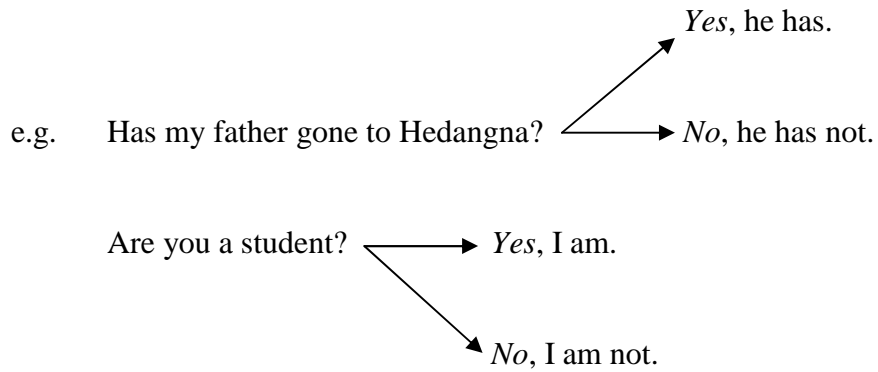 Yes, he has.
e.g. Has my father gone to Hedangna? No, he has not.
Are you a student? Yes, I am.
No, I am not.